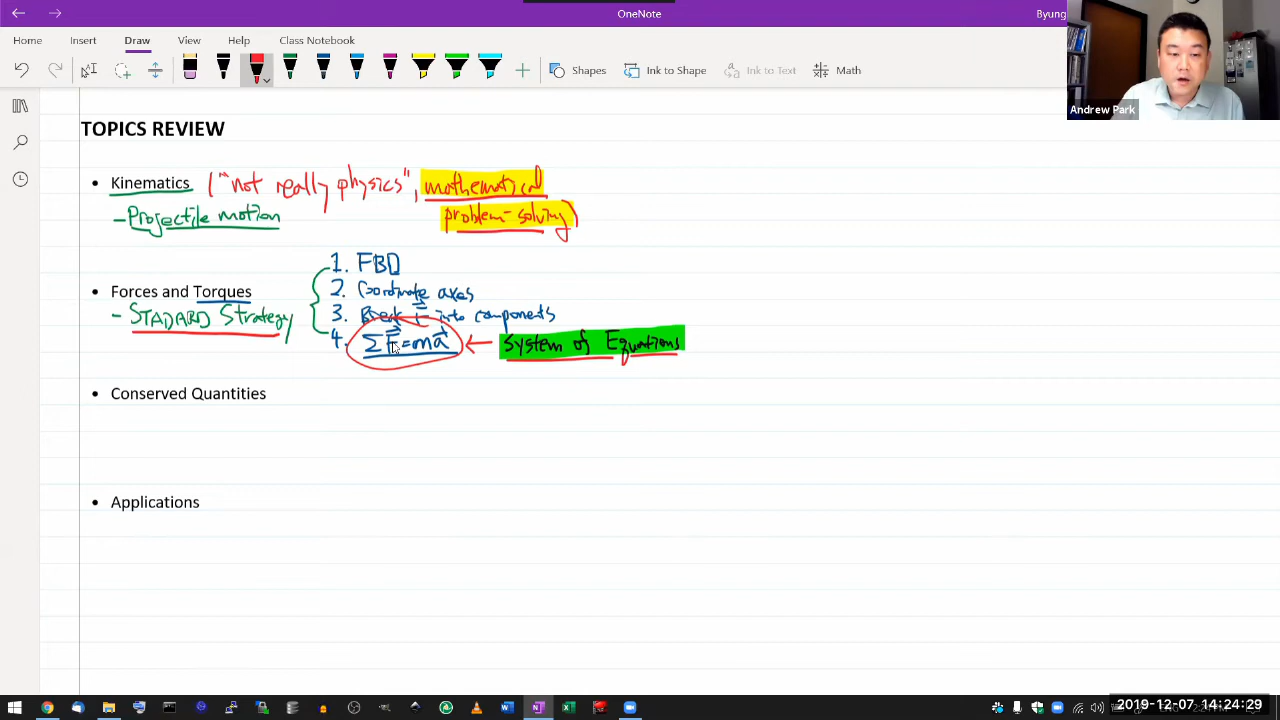 OneNote
Byung
Home Insert Draw View Help Class Notebook
Shapes Ink to Shape Ink to Text Math
Andrew Park
TOPICS REVIEW
• Kinematics ("not really physics", mathematical
problem-solving)
- Projectile motion
1. FBD
• Forces and Torques
2. Coordinate axes
- STADARD Strategy
3. Break F⃗ into components
4. ΣF⃗=ma⃗ ← System of Equations
• Conserved Quantities
• Applications
2019-12-07 14:24:29